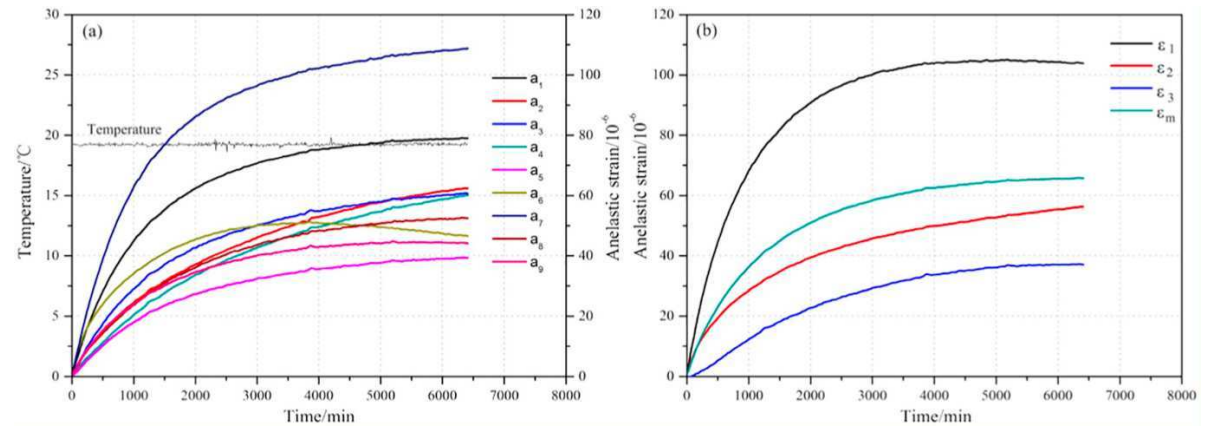 (a)
30
25
20
15
10
5
0
Temperature/℃
Temperature
120
100
80
60
40
20
0
Anelastic strain/10⁻⁶
0 1000 2000 3000 4000 5000 6000 7000 8000
Time/min
a₁
a₂
a₃
a₄
a₅
a₆
a₇
a₈
a₉
(b)
120
100
80
60
40
20
0
Anelastic strain/10⁻⁶
0 1000 2000 3000 4000 5000 6000 7000 8000
Time/min
ε₁
ε₂
ε₃
εₘ